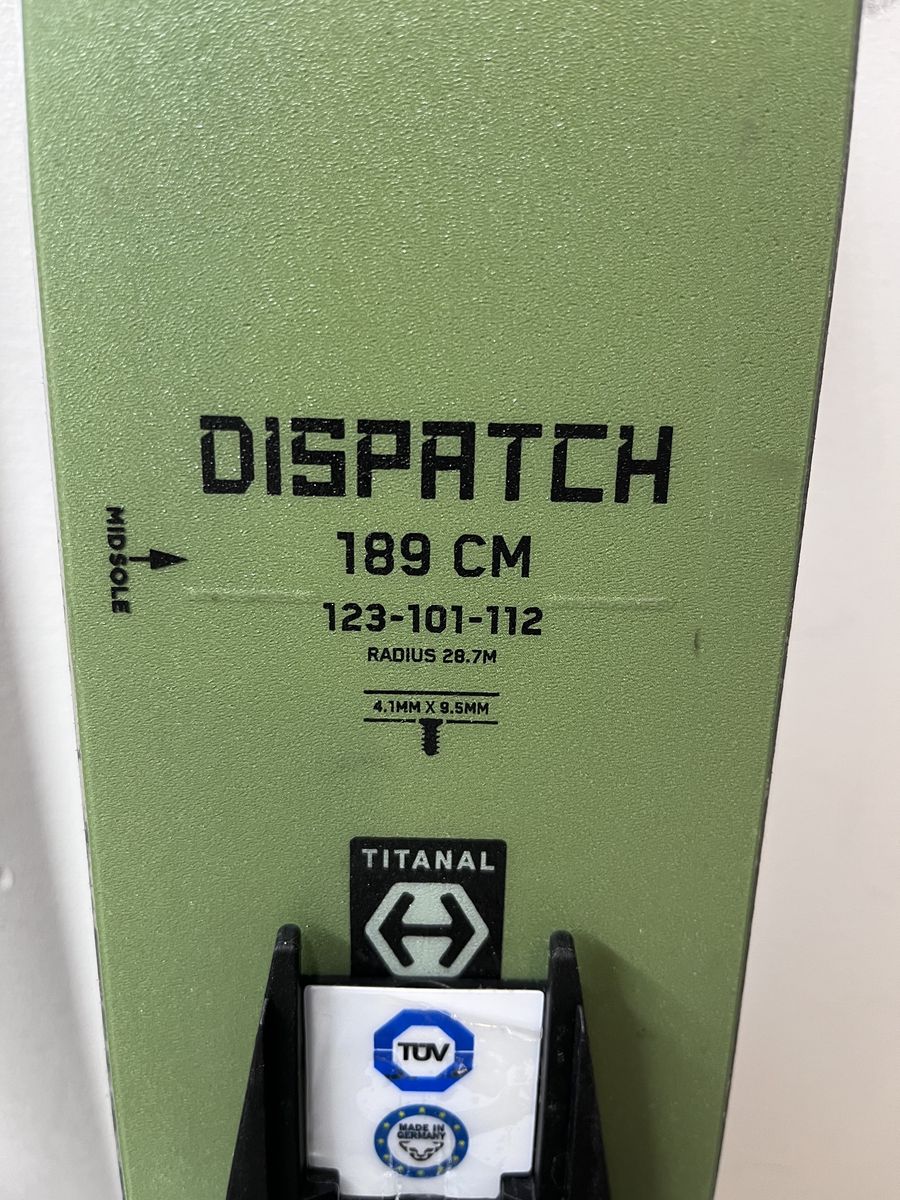 DISPATCH
189 CM
MIDSOLE
123-101-112
RADIUS 28.7M
4.1MM X 9.5MM
TITANAL
TÜV
MADE IN
GERMANY